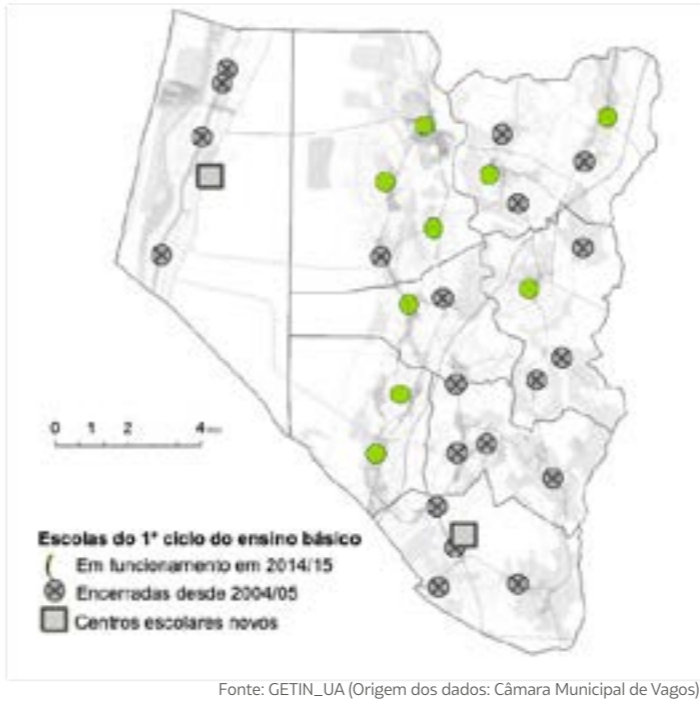 0 1 2 4
Escolas do 1º ciclo do ensino básico
Em funcionamento em 2014/15
Encerradas desde 2004/05
Centros escolares novos
Fonte: GETIN_UA (Origem dos dados: Câmara Municipal de Vagos)